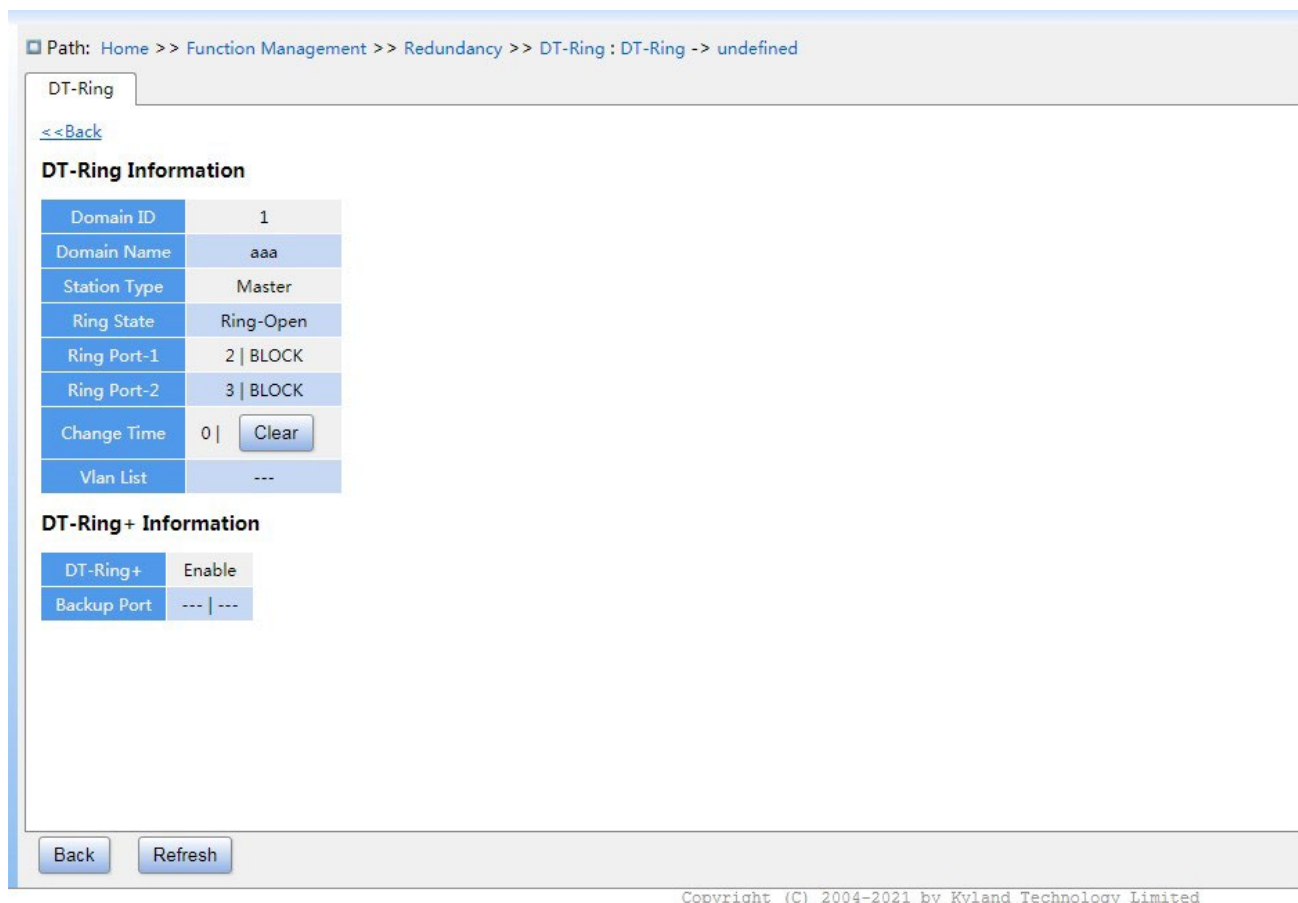 Path: Home >> Function Management >> Redundancy >> DT-Ring : DT-Ring -> undefined
DT-Ring
<<Back
DT-Ring Information
Domain ID 1
Domain Name aaa
Station Type Master
Ring State Ring-Open
Ring Port-1 2 | BLOCK
Ring Port-2 3 | BLOCK
Change Time 0 | Clear
Vlan List ---
DT-Ring+ Information
DT-Ring+ Enable
Backup Port --- | ---
Back Refresh
Copyright (C) 2004-2021 by Kyland Technology Limited